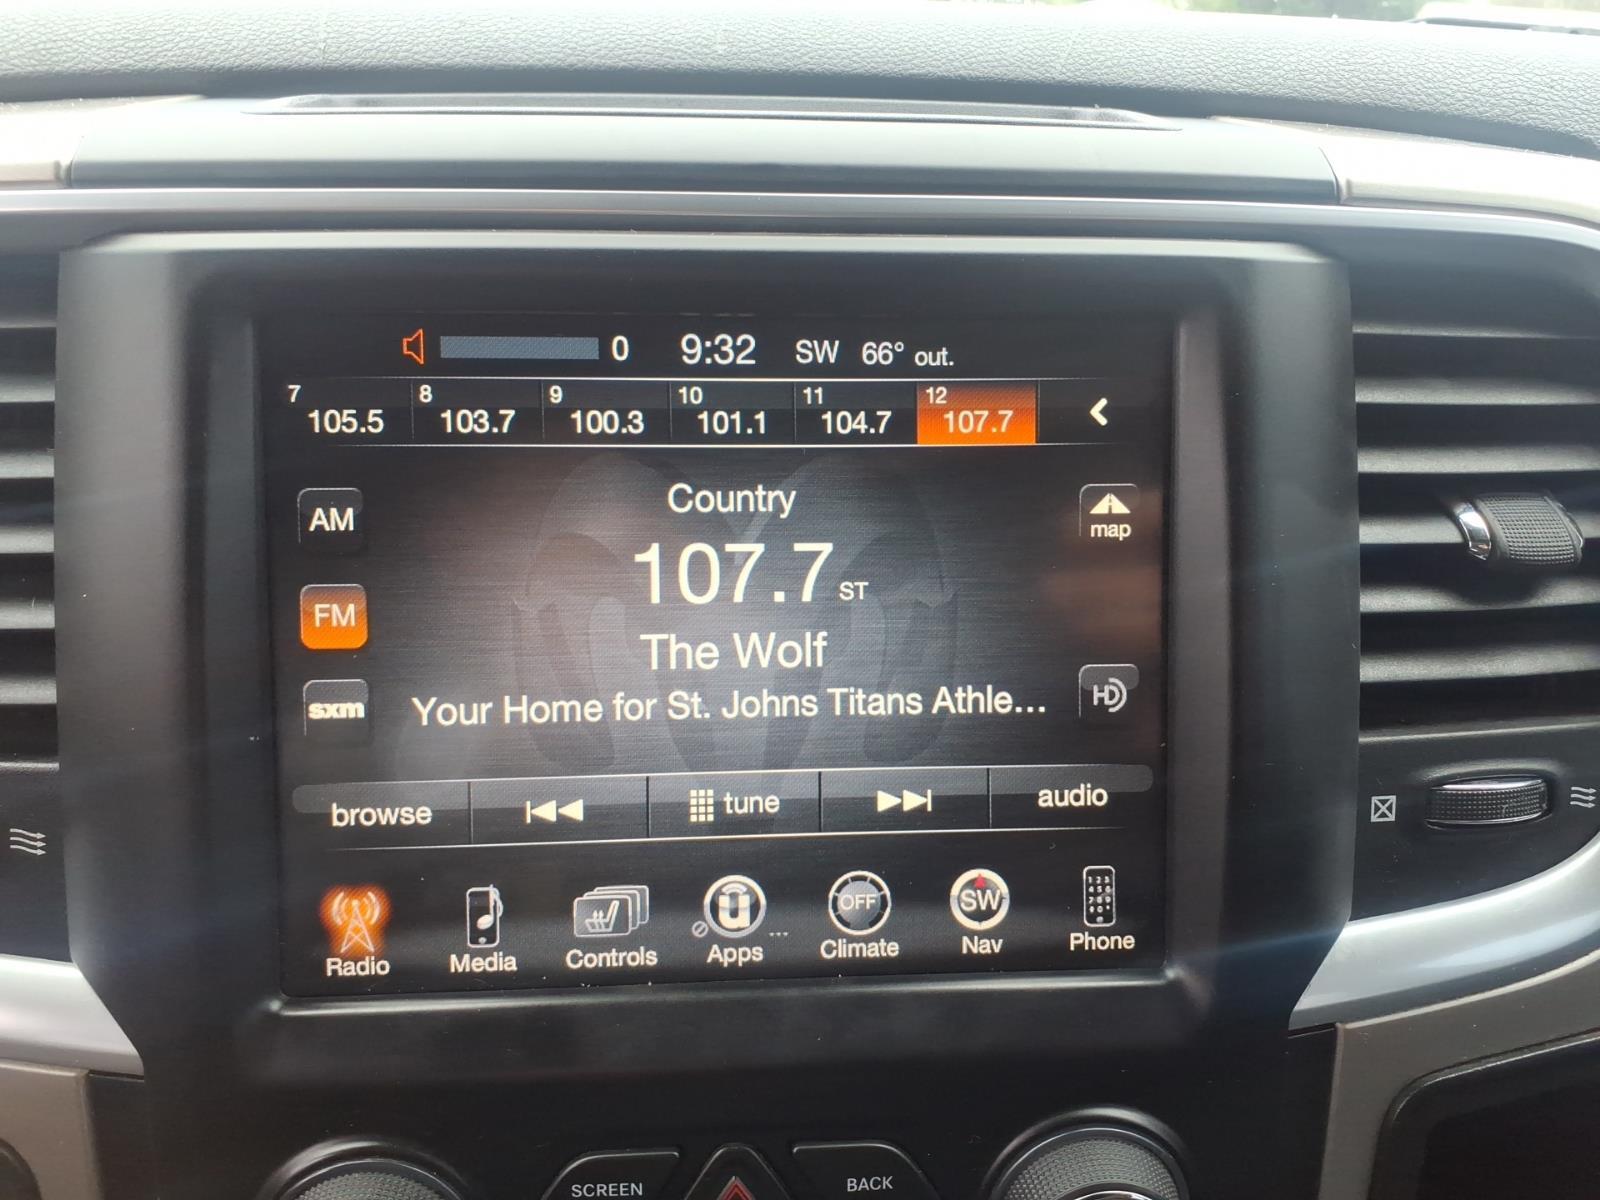 0 9:32 SW 66° out.
7 8 9 10 11 12
105.5 103.7 100.3 101.1 104.7 107.7
Country
AM
map
107.7 ST
FM
The Wolf
sxm
Your Home for St. Johns Titans Athle...
HD
browse tune audio
OFF SW
Radio Media Controls Apps ... Climate Nav Phone
SCREEN BACK